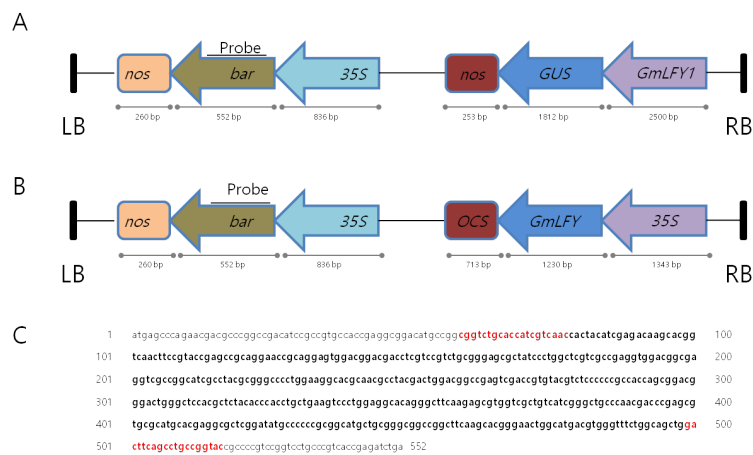 A
Probe
nos bar 35S nos GUS GmLFY1
260 bp 552 bp 836 bp 253 bp 1812 bp 2500 bp
LB RB
B
Probe
nos bar 35S OCS GmLFY 35S
260 bp 552 bp 836 bp 713 bp 1230 bp 1343 bp
LB RB
C
1 atgagcccagaacgacgcccggccgacatccgccgtgccaccgaggcggacatgccggcggtctgcaccatcgtcaaccactacatcgagacaagcacgg 100
101 tcaacttccgtaccgagccgcaggaaccgcaggagtggacggacgacctcgtccgtctgcgggagcgctatccctggctcgtcgccgaggtggacggcga 200
201 ggtcgccggcatcgcctacgcgggcccctggaaggcacgcaacgcctacgactggacggccgagtcgaccgtgtacgtctccccccgccaccagcggacg 300
301 ggactgggctccacgctctacacccacctgctgaagtccctggaggcacagggcttcaagagcgtggtcgctgtcatcgggctgcccaacgacccgagcg 400
401 tgcgcatgcacgaggcgctcggatatgccccccgcggcatgctgcgggcggccggcttcaagcacgggaactggcatgacgtgggtttctggcagctgga 500
501 cttcagcctgccggtaccgccccgtccggtcctgcccgtcaccgagatctga 552